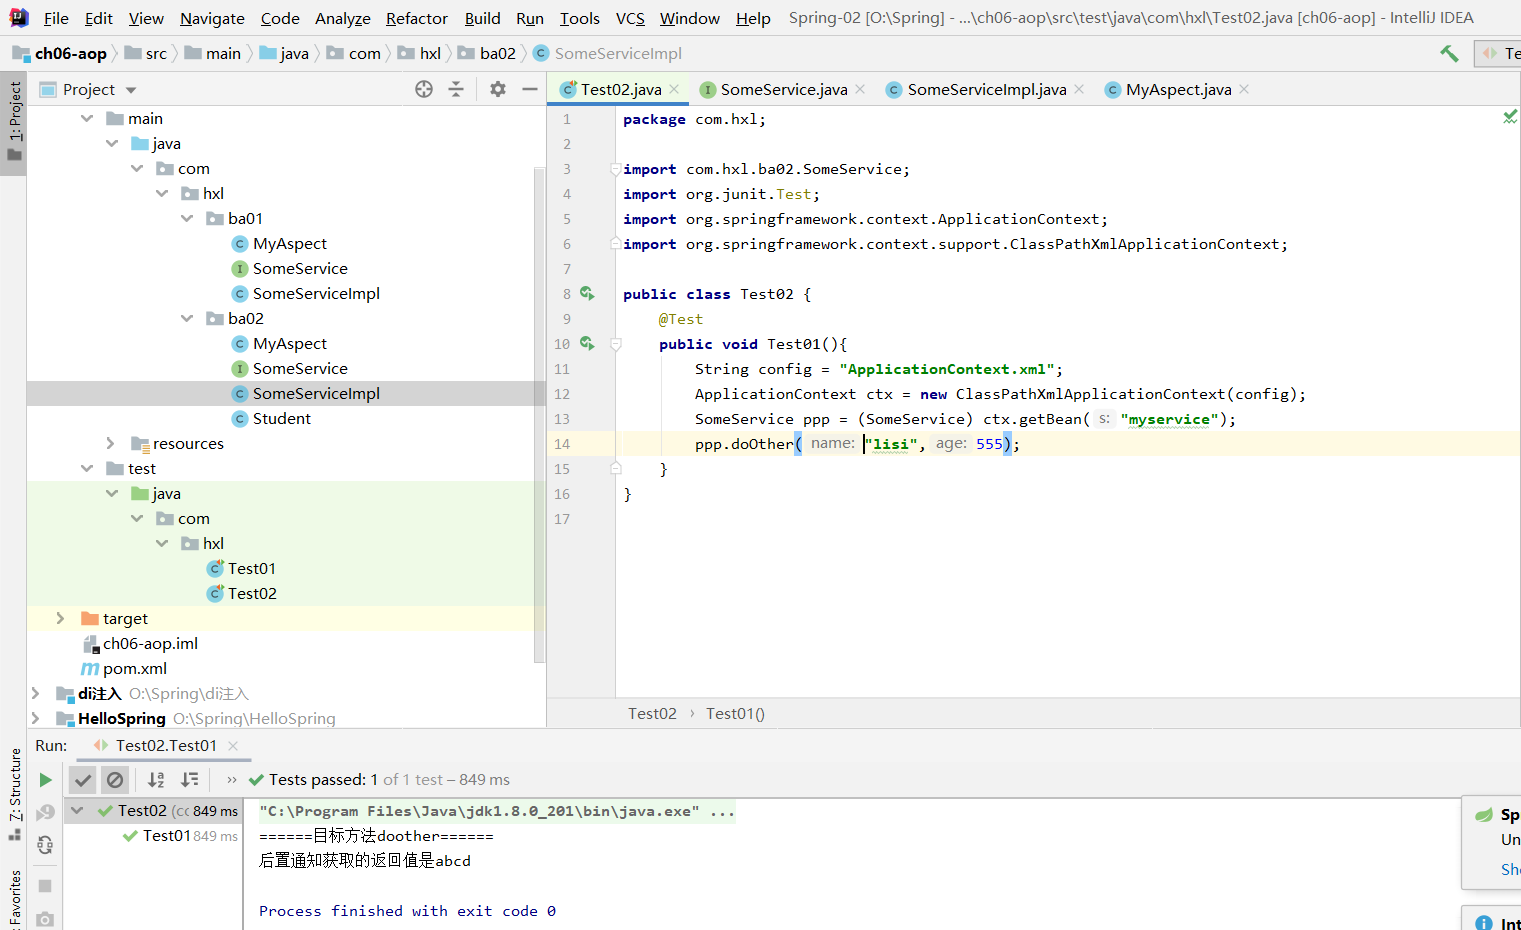 File Edit View Navigate Code Analyze Refactor Build Run Tools VCS Window Help Spring-02 [O:\Spring] - ...\ch06-aop\src\test\java\com\hxl\Test02.java [ch06-aop] - IntelliJ IDEA
ch06-aop src main java com hxl ba02 SomeServiceImpl Te
1: Project
Project
main
java
com
hxl
ba01
MyAspect
SomeService
SomeServiceImpl
ba02
MyAspect
SomeService
SomeServiceImpl
Student
resources
test
java
com
hxl
Test01
Test02
target
ch06-aop.iml
pom.xml
di注入 O:\Spring\di注入
HelloSpring O:\Spring\HelloSpring
Test02.java SomeService.java SomeServiceImpl.java MyAspect.java
1 package com.hxl;
2
3 import com.hxl.ba02.SomeService;
4 import org.junit.Test;
5 import org.springframework.context.ApplicationContext;
6 import org.springframework.context.support.ClassPathXmlApplicationContext;
7
8 public class Test02 {
9 @Test
10 public void Test01(){
11 String config = "ApplicationContext.xml";
12 ApplicationContext ctx = new ClassPathXmlApplicationContext(config);
13 SomeService ppp = (SomeService) ctx.getBean( s: "myservice");
14 ppp.doOther( name: "lisi", age: 555);
15 }
16 }
17
Test02 › Test01()
Run: Test02.Test01
7: Structure
Favorites
» Tests passed: 1 of 1 test – 849 ms
Test02 (cc 849 ms
Test01 849 ms
"C:\Program Files\Java\jdk1.8.0_201\bin\java.exe" ...
======目标方法doother======
后置通知获取的返回值是abcd
Process finished with exit code 0
Sp
Un
Sho
Int